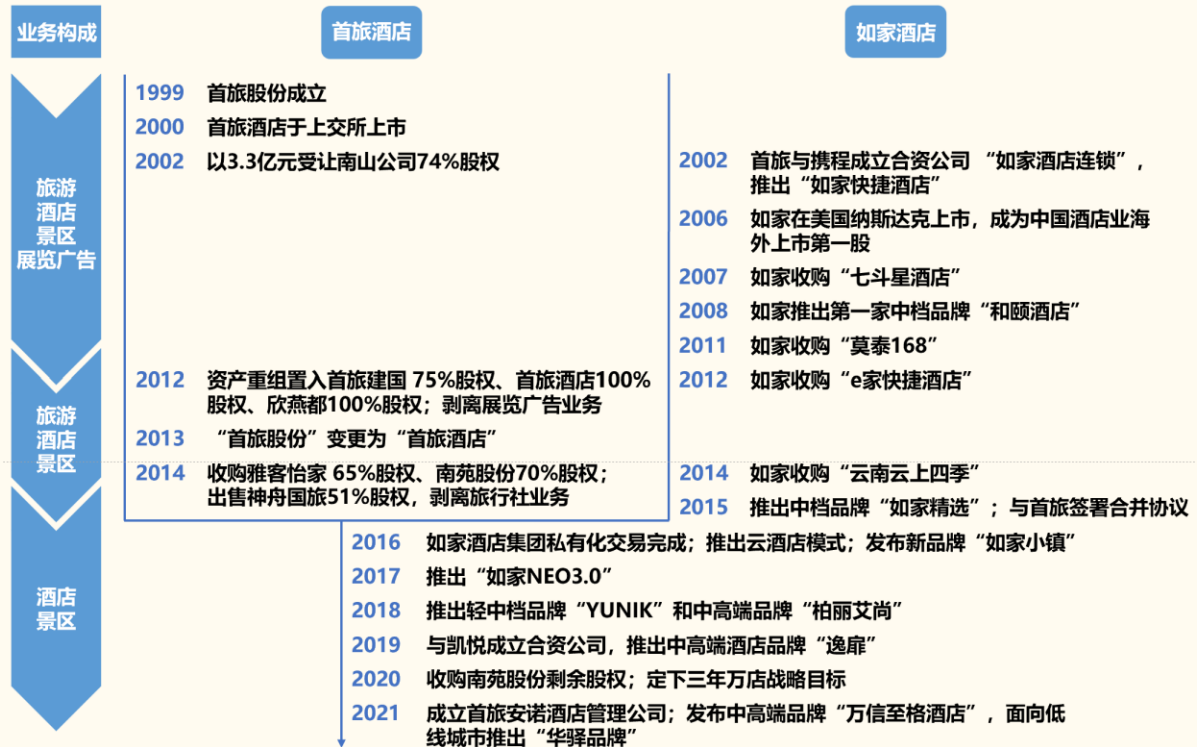 业务构成
首旅酒店
如家酒店
旅游
酒店
景区
展览广告
旅游
酒店
景区
酒店
景区
1999 首旅股份成立
2000 首旅酒店于上交所上市
2002 以3.3亿元受让南山公司74%股权
2012 资产重组置入首旅建国 75%股权、首旅酒店100%
股权、欣燕都100%股权；剥离展览广告业务
2013 “首旅股份”变更为“首旅酒店”
2014 收购雅客怡家 65%股权、南苑股份70%股权；
出售神舟国旅51%股权，剥离旅行社业务
2002 首旅与携程成立合资公司 “如家酒店连锁”，
推出“如家快捷酒店”
2006 如家在美国纳斯达克上市，成为中国酒店业海
外上市第一股
2007 如家收购“七斗星酒店”
2008 如家推出第一家中档品牌“和颐酒店”
2011 如家收购“莫泰168”
2012 如家收购“e家快捷酒店”
2014 如家收购“云南云上四季”
2015 推出中档品牌“如家精选”；与首旅签署合并协议
2016 如家酒店集团私有化交易完成；推出云酒店模式；发布新品牌“如家小镇”
2017 推出“如家NEO3.0”
2018 推出轻中档品牌“YUNIK”和中高端品牌“柏丽艾尚”
2019 与凯悦成立合资公司，推出中高端酒店品牌“逸扉”
2020 收购南苑股份剩余股权；定下三年万店战略目标
2021 成立首旅安诺酒店管理公司；发布中高端品牌“万信至格酒店”，面向低
线城市推出“华驿品牌”